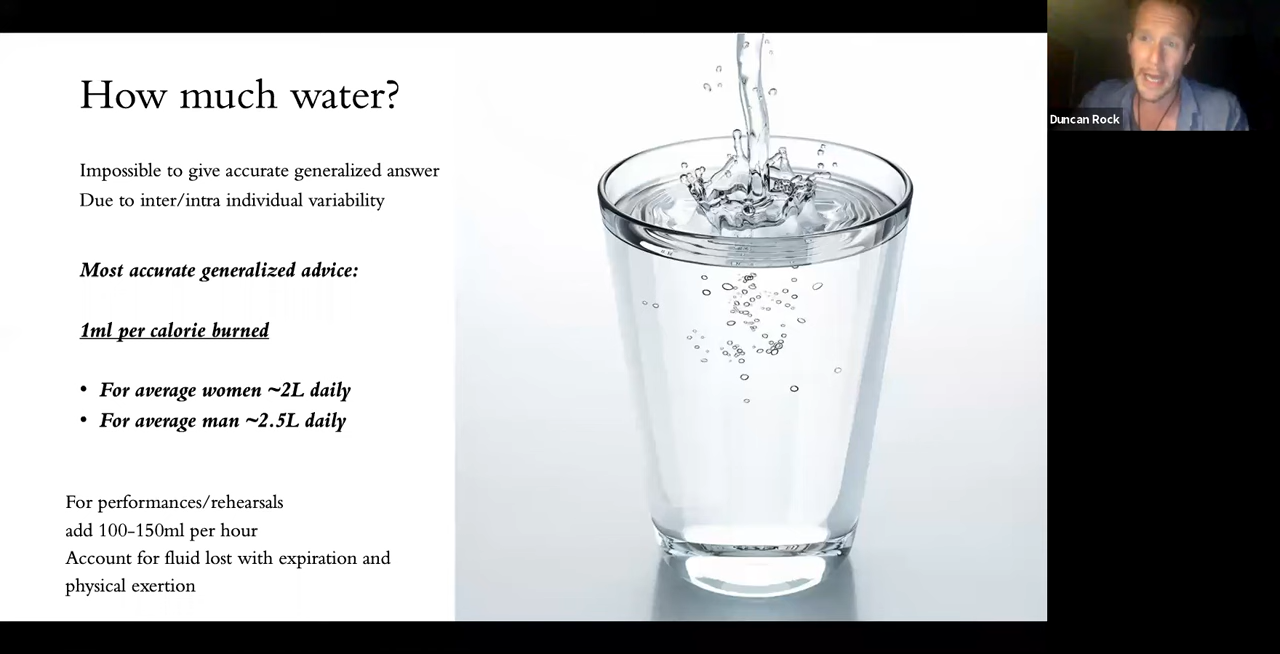 How much water?
Impossible to give accurate generalized answer
Due to inter/intra individual variability
Most accurate generalized advice:
1ml per calorie burned
• For average women ~2L daily
• For average man ~2.5L daily
For performances/rehearsals
add 100-150ml per hour
Account for fluid lost with expiration and
physical exertion
Duncan Rock